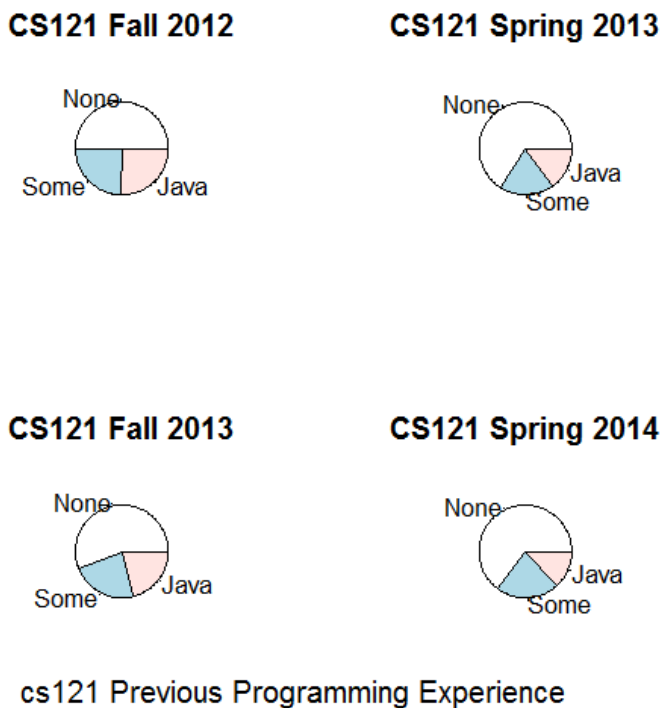 CS121 Fall 2012
None
Some
Java
CS121 Spring 2013
None
Java
Some
CS121 Fall 2013
None
Java
Some
CS121 Spring 2014
None
Java
Some
cs121 Previous Programming Experience